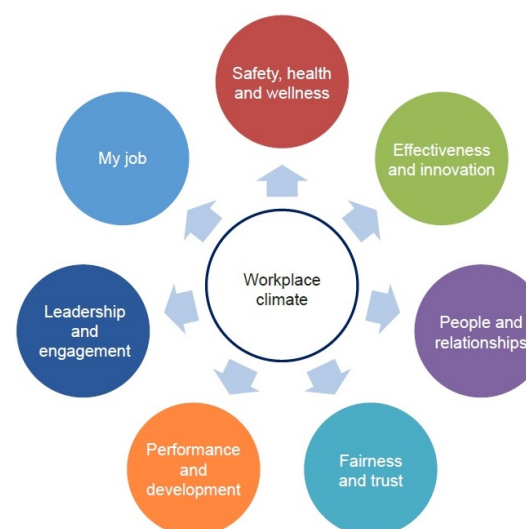 Safety, health
and wellness
Effectiveness
and innovation
People and
relationships
Fairness
and trust
Performance
and
development
Leadership
and
engagement
My job
Workplace
climate